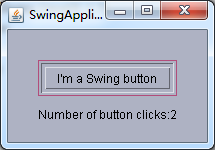 SwingAppli...
I'm a Swing button
Number of button clicks:2